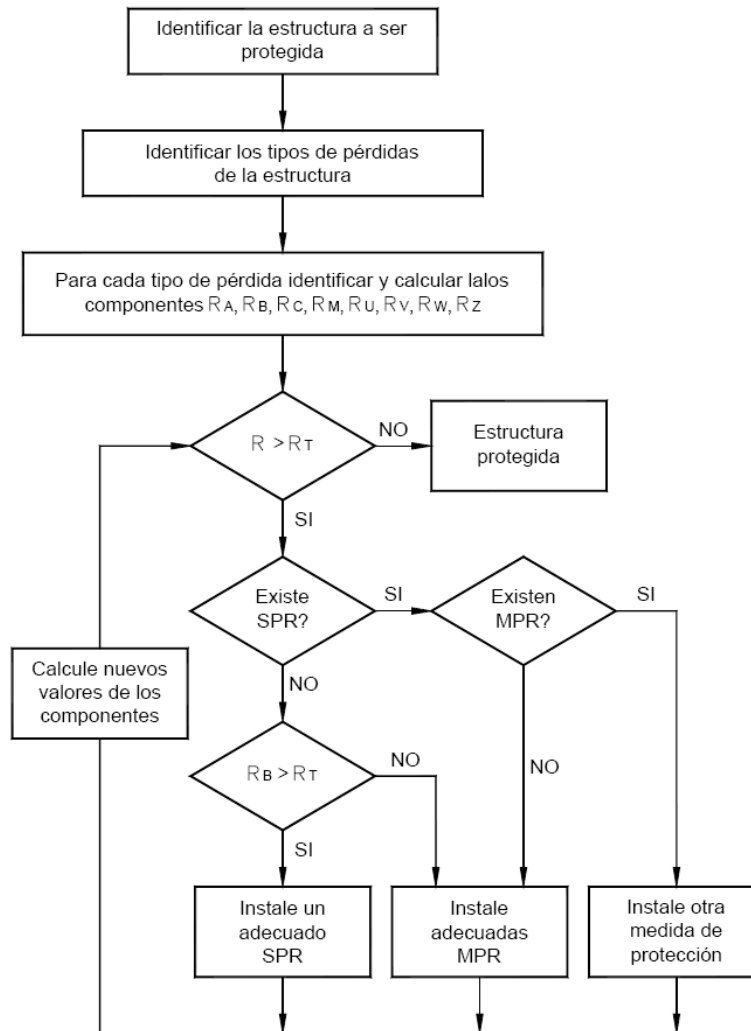 Identificar la estructura a ser
protegida
Identificar los tipos de pérdidas
de la estructura
Para cada tipo de pérdida identificar y calcular lalos
componentes RA, RB, RC, RM, RU, RV, RW, RZ
R > RT
NO
Estructura
protegida
SI
Existe
SPR?
SI
Existen
MPR?
SI
Calcule nuevos
valores de los
componentes
NO
RB > RT
NO
NO
SI
Instale un
adecuado
SPR
Instale
adecuadas
MPR
Instale otra
medida de
protección